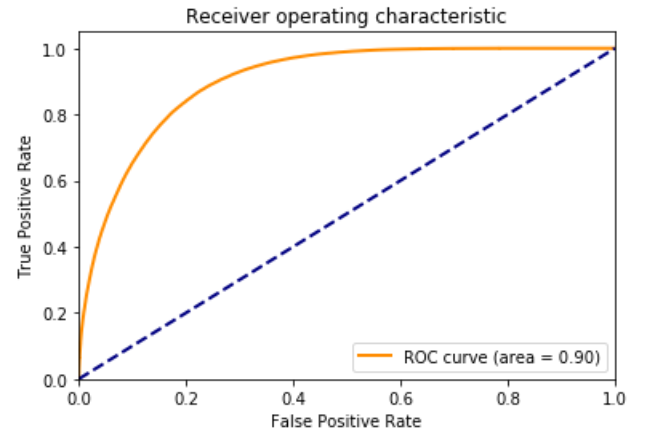 Receiver operating characteristic
True Positive Rate
1.0
0.8
0.6
0.4
0.2
0.0
ROC curve (area = 0.90)
0.0 0.2 0.4 0.6 0.8 1.0
False Positive Rate